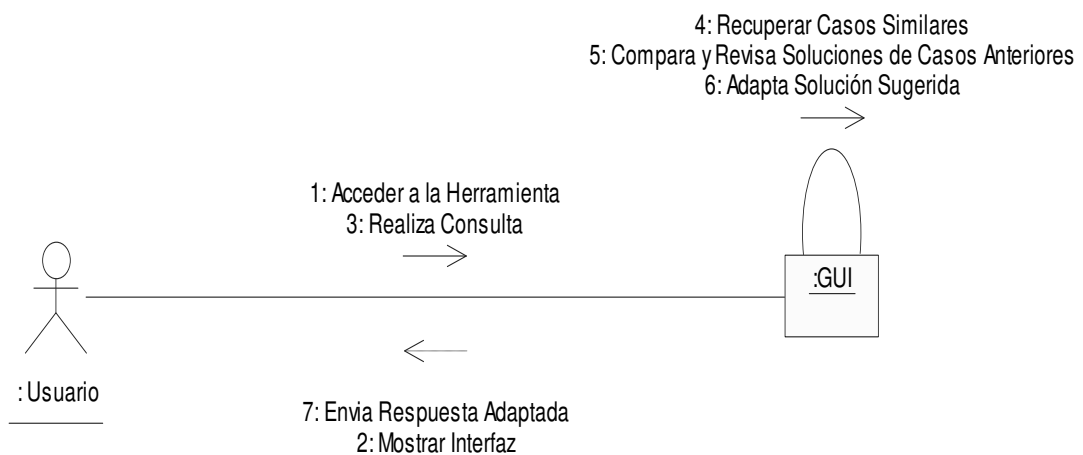 4: Recuperar Casos Similares
5: Compara y Revisa Soluciones de Casos Anteriores
6: Adapta Solución Sugerida
1: Acceder a la Herramienta
3: Realiza Consulta
:GUI
: Usuario
7: Envia Respuesta Adaptada
2: Mostrar Interfaz